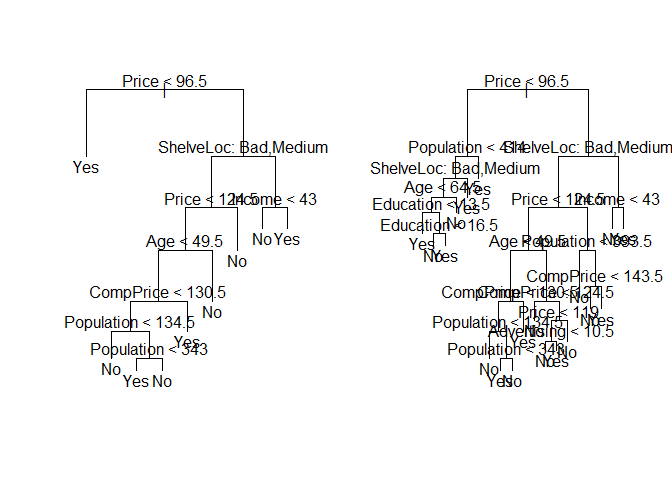 Price < 96.5
Yes
ShelveLoc: Bad,Medium
Price < 124.5
Income < 43
No
Yes
Age < 49.5
No
CompPrice < 130.5
No
Population < 134.5
Yes
Population < 343
No
Yes
No
Price < 96.5
Population < 414
ShelveLoc: Bad,Medium
ShelveLoc: Bad,Medium
Yes
Age < 64.5
Yes
Price < 124.5
Income < 43
Education < 13.5
No
Education < 16.5
Yes
No
Yes
No
Yes
Age < 49.5
Population < 393.5
CompPrice < 143.5
No
No
Yes
CompPrice < 130.5
Price < 119
Population < 134.5
No
Advertising < 10.5
Yes
No
No
Yes
Population < 343
No
Yes
No